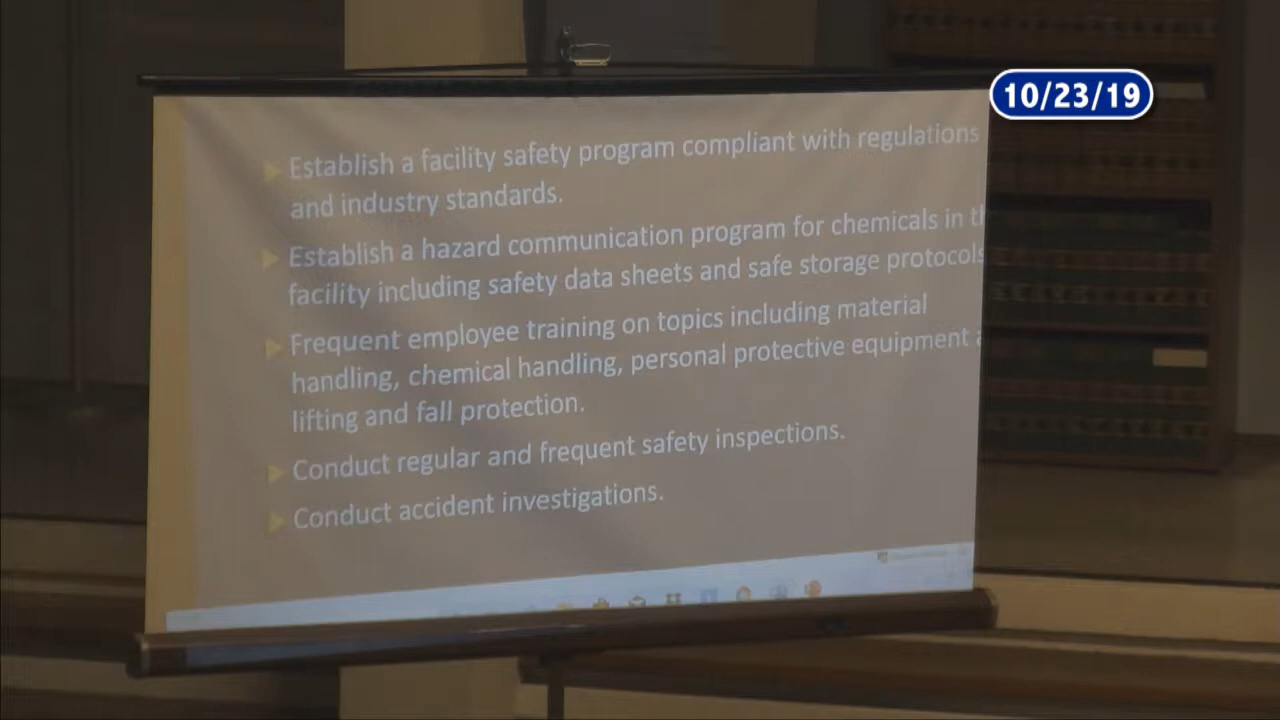 10/23/19
Establish a facility safety program compliant with regulations
and industry standards.
Establish a hazard communication program for chemicals in
facility including safety data sheets and safe storage protocols
Frequent employee training on topics including material
handling, chemical handling, personal protective equipment
lifting and fall protection.
Conduct regular and frequent safety inspections.
Conduct accident investigations.